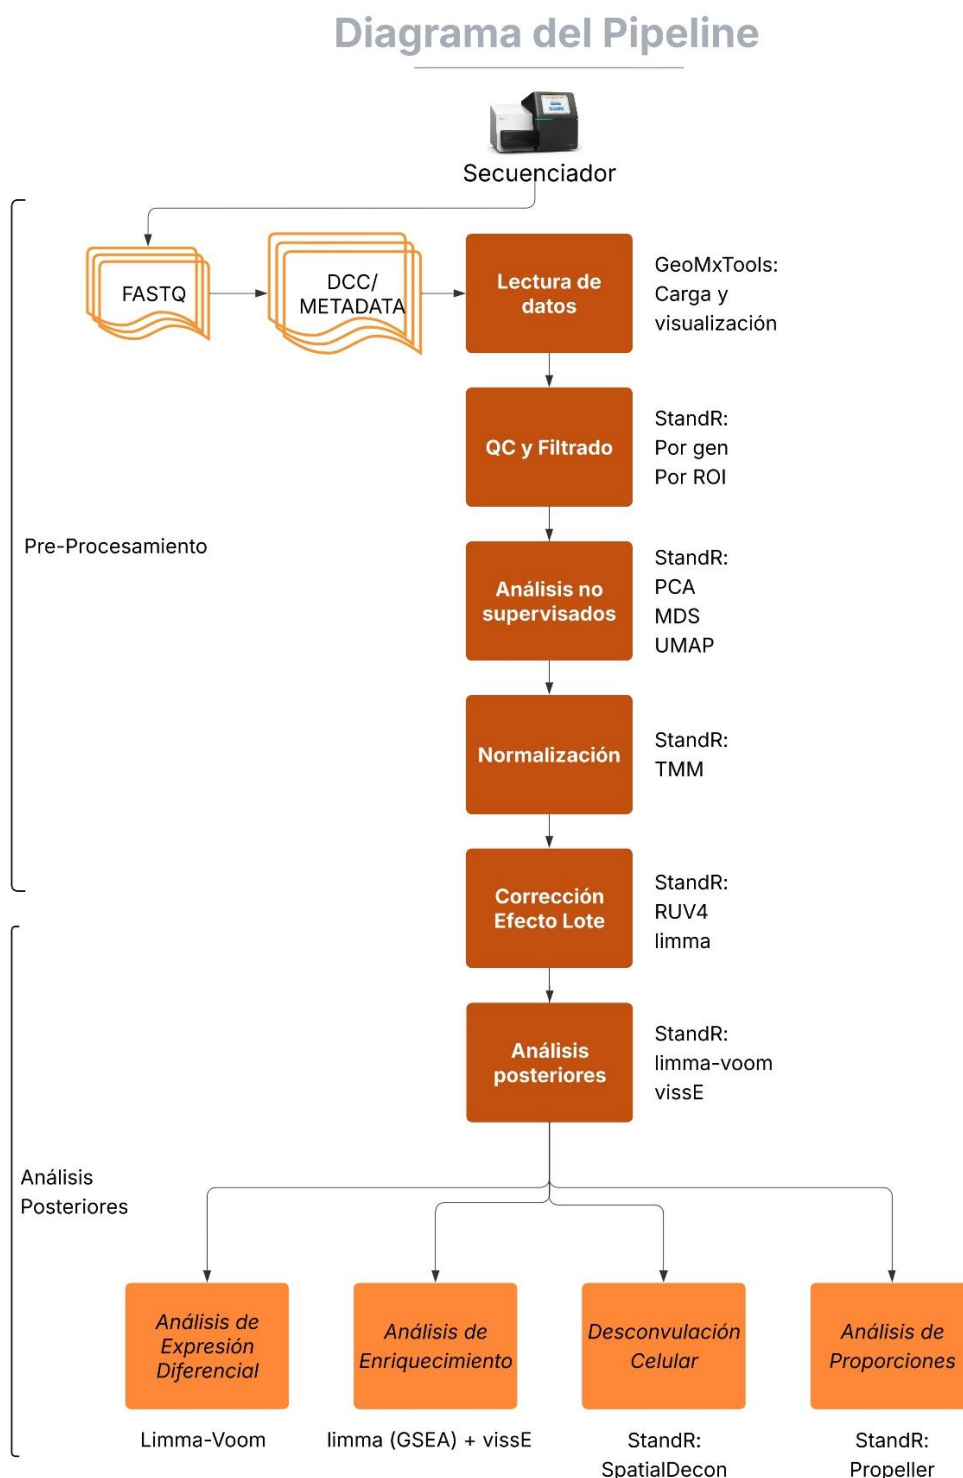 Diagrama del Pipeline
Secuenciador
FASTQ
DCC/
METADATA
Lectura de
datos
GeoMxTools:
Carga y
visualización
QC y Filtrado
StandR:
Por gen
Por ROI
Pre-Procesamiento
Análisis no
supervisados
StandR:
PCA
MDS
UMAP
Normalización
StandR:
TMM
Corrección
Efecto Lote
StandR:
RUV4
limma
Análisis
posteriores
StandR:
limma-voom
vissE
Análisis
Posteriores
Análisis de
Expresión
Diferencial
Limma-Voom
Análisis de
Enriquecimiento
limma (GSEA) + vissE
Desconvulación
Celular
StandR:
SpatialDecon
Análisis de
Proporciones
StandR:
Propeller